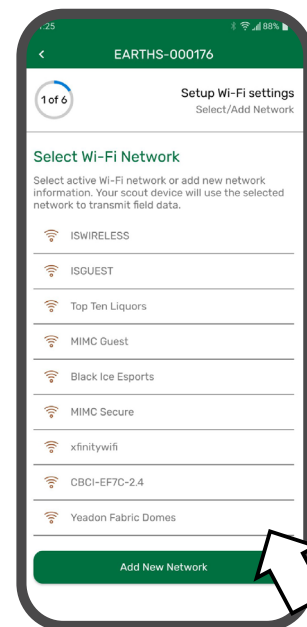 :25
88%
EARTHS-000176
1 of 6
Setup Wi-Fi settings
Select/Add Network
Select Wi-Fi Network
Select active Wi-Fi network or add new network
information. Your scout device will use the selected
network to transmit field data.
ISWIRELESS
ISGUEST
Top Ten Liquors
MIMC Guest
Black Ice Esports
MIMC Secure
xfinitywifi
CBCI-EF7C-2.4
Yeadon Fabric Domes
Add New Network